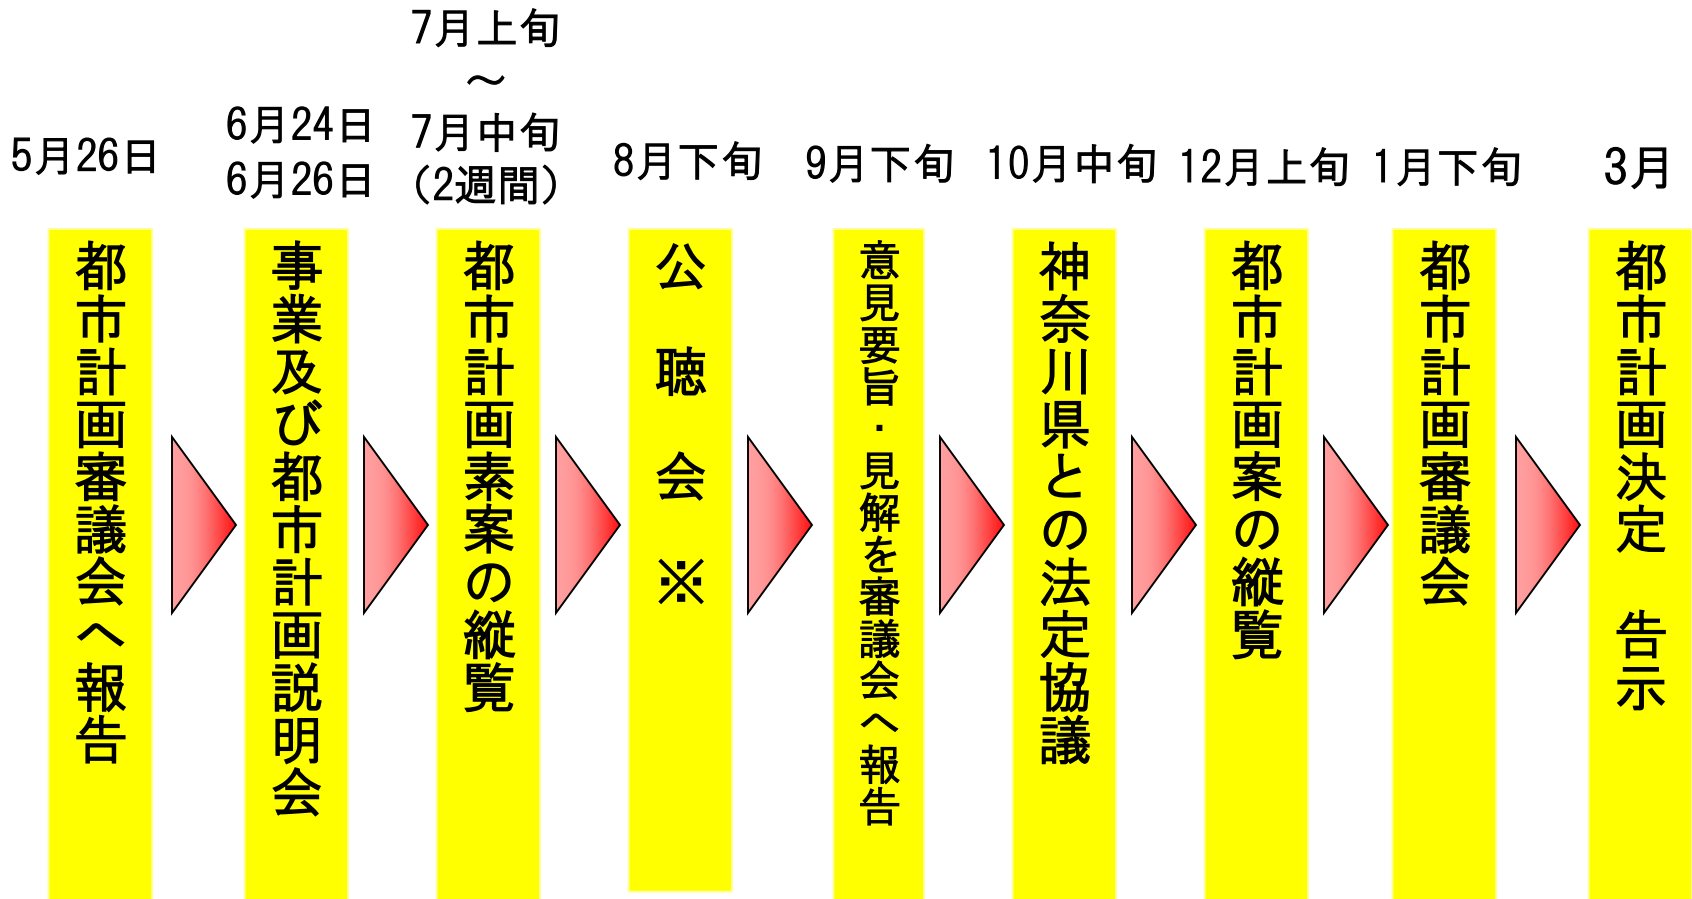 5月26日
都市計画審議会へ報告
6月24日
6月26日
事業及び都市計画説明会
7月上旬
～
7月中旬
（2週間）
都市計画素案の縦覧
8月下旬
公聴会※
9月下旬
意見要旨・見解を審議会へ報告
10月中旬
神奈川県との法定協議
12月上旬
都市計画案の縦覧
1月下旬
都市計画審議会
3月
都市計画決定　告示